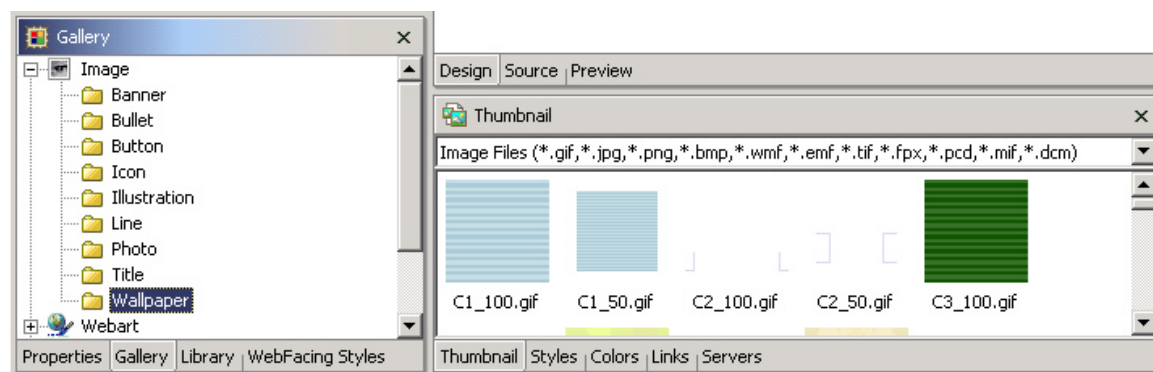 Gallery
Image
Banner
Bullet
Button
Icon
Illustration
Line
Photo
Title
Wallpaper
Webart
Properties Gallery Library WebFacing Styles
Design Source Preview
Thumbnail
Image Files (*.gif,*.jpg,*.png,*.bmp,*.wmf,*.emf,*.tif,*.fpx,*.pcd,*.mif,*.dcm)
C1_100.gif C1_50.gif C2_100.gif C2_50.gif C3_100.gif
Thumbnail Styles Colors Links Servers